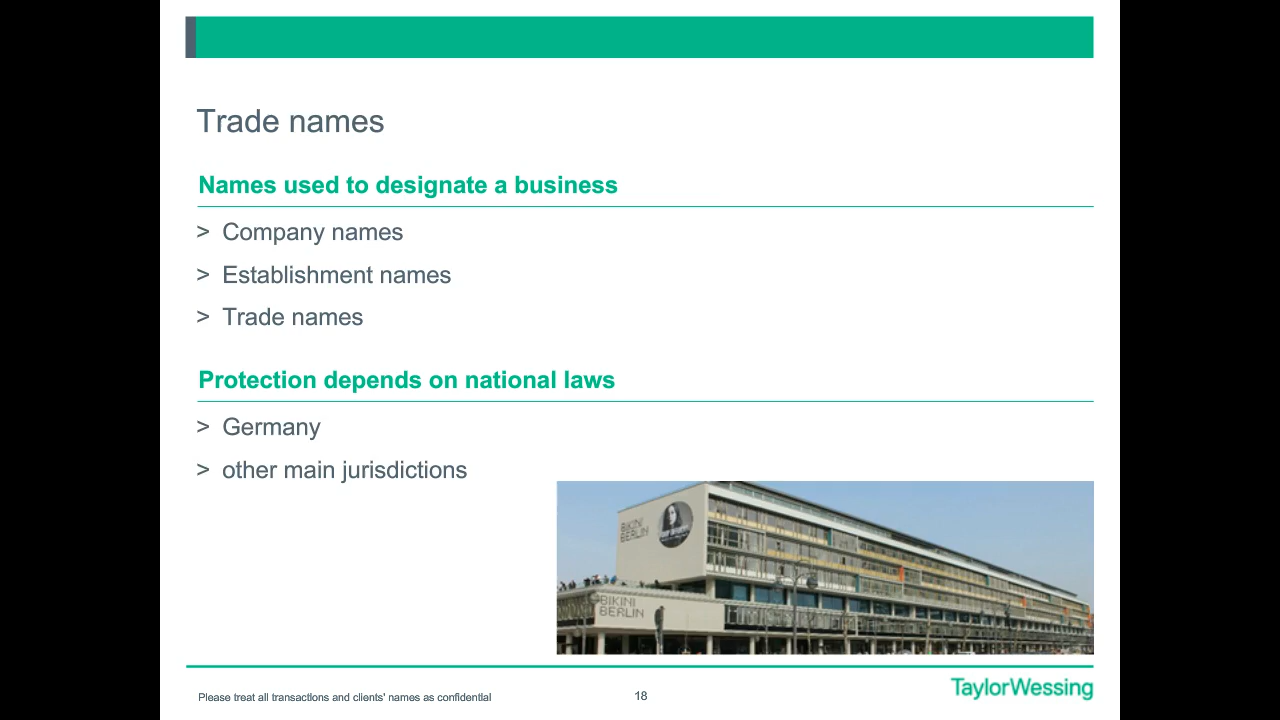 Trade names
Names used to designate a business
> Company names
> Establishment names
> Trade names
Protection depends on national laws
> Germany
> other main jurisdictions
BIKINI
BERLIN
BIKINI
BERLIN
Please treat all transactions and clients' names as confidential
18
TaylorWessing